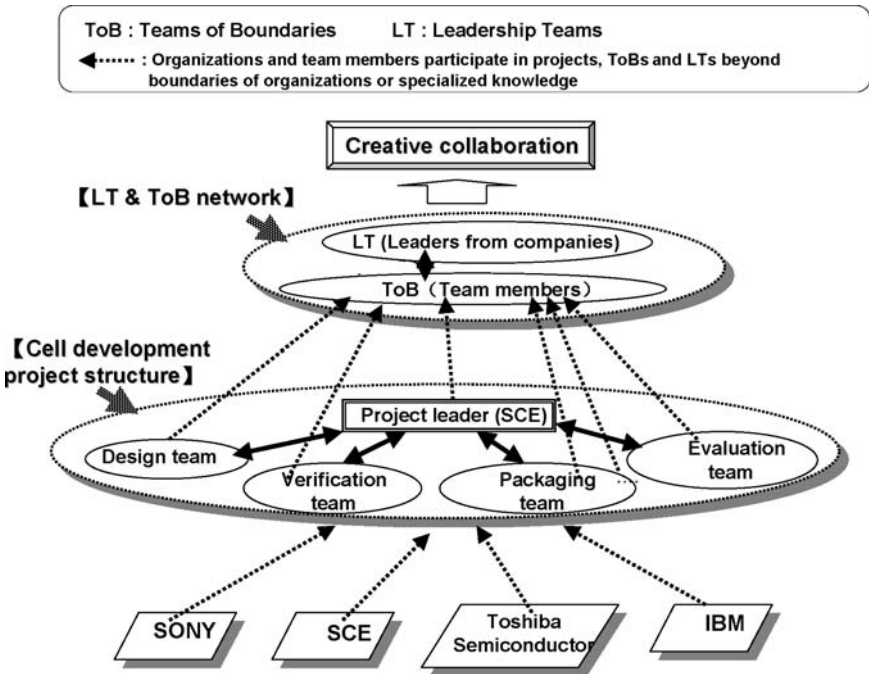 ToB : Teams of Boundaries LT : Leadership Teams
: Organizations and team members participate in projects, ToBs and LTs beyond
boundaries of organizations or specialized knowledge
Creative collaboration
【LT & ToB network】
LT (Leaders from companies)
ToB（Team members）
【Cell development
project structure】
Project leader (SCE)
Design team
Verification
team
Packaging
team
Evaluation
team
.....
SONY
SCE
Toshiba
Semiconductor
IBM